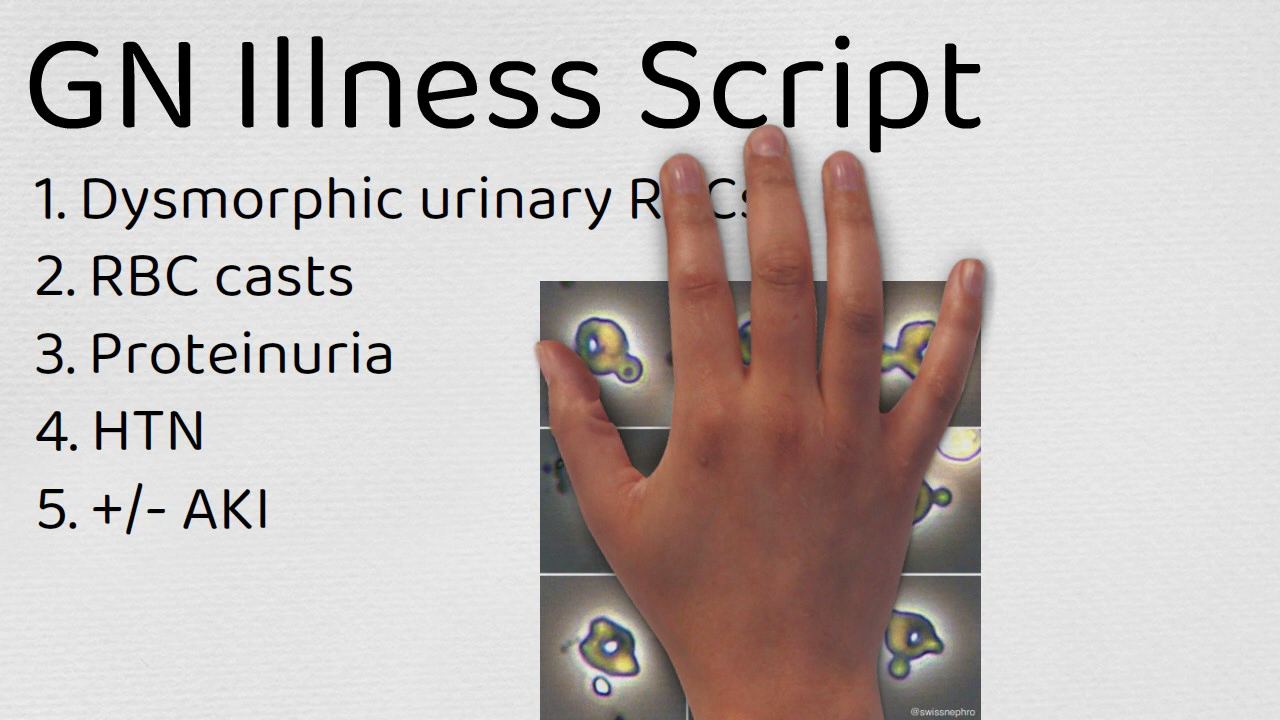 GN Illness Script
1. Dysmorphic urinary
2. RBC casts
3. Proteinuria
4. HTN
5. +/- AKI
@swissnephro